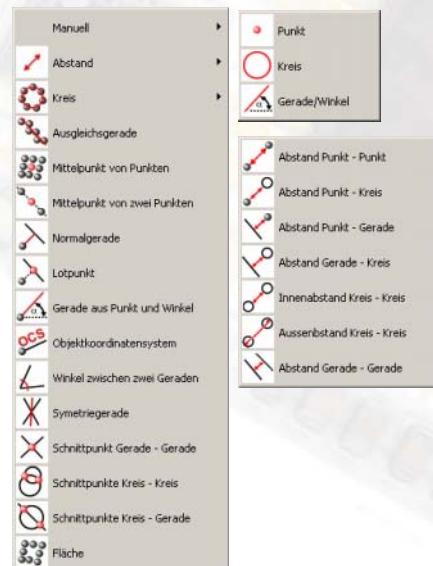 Manuell
Abstand
Kreis
Ausgleichsgerade
Mittelpunkt von Punkten
Mittelpunkt von zwei Punkten
Normalgerade
Lotpunkt
Gerade aus Punkt und Winkel
OCS Objektkoordinatensystem
Winkel zwischen zwei Geraden
Symetriegerade
Schnittpunkt Gerade - Gerade
Schnittpunkte Kreis - Kreis
Schnittpunkte Kreis - Gerade
Fläche
Punkt
Kreis
α Gerade/Winkel
Abstand Punkt - Punkt
Abstand Punkt - Kreis
Abstand Punkt - Gerade
Abstand Gerade - Kreis
Innenabstand Kreis - Kreis
Aussenbstand Kreis - Kreis
Abstand Gerade - Gerade